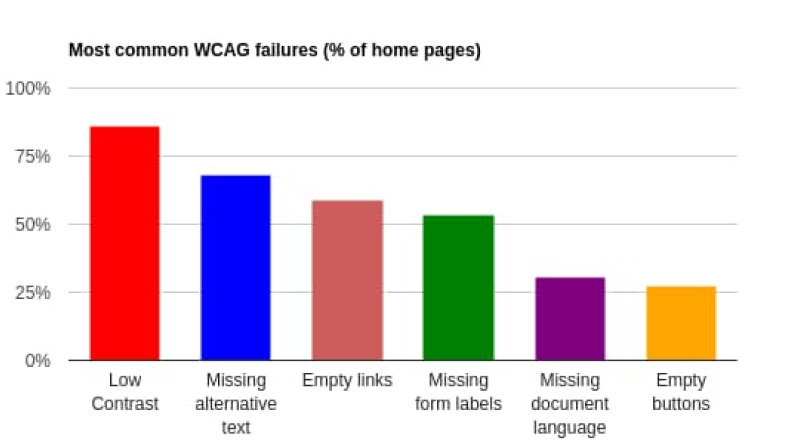 Most common WCAG failures (% of home pages)
100%
75%
50%
25%
0%
Low
Contrast
Missing
alternative
text
Empty links
Missing
form labels
Missing
document
language
Empty
buttons